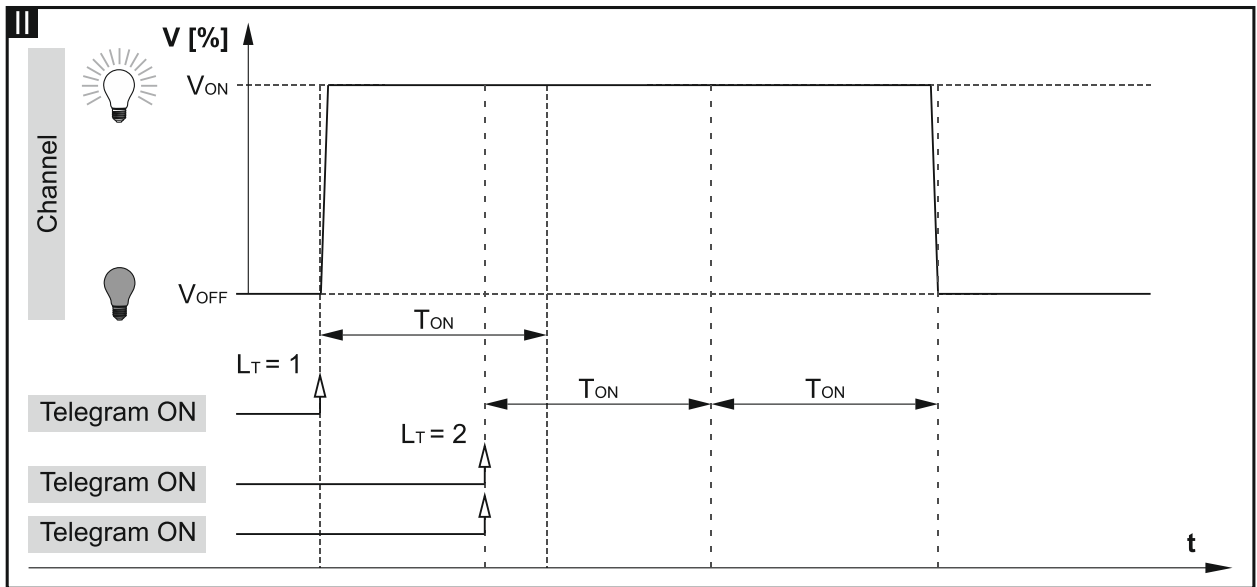 II
V [%]
VON
Channel
VOFF
TON
LT = 1
TON
TON
Telegram ON
LT = 2
Telegram ON
Telegram ON
t